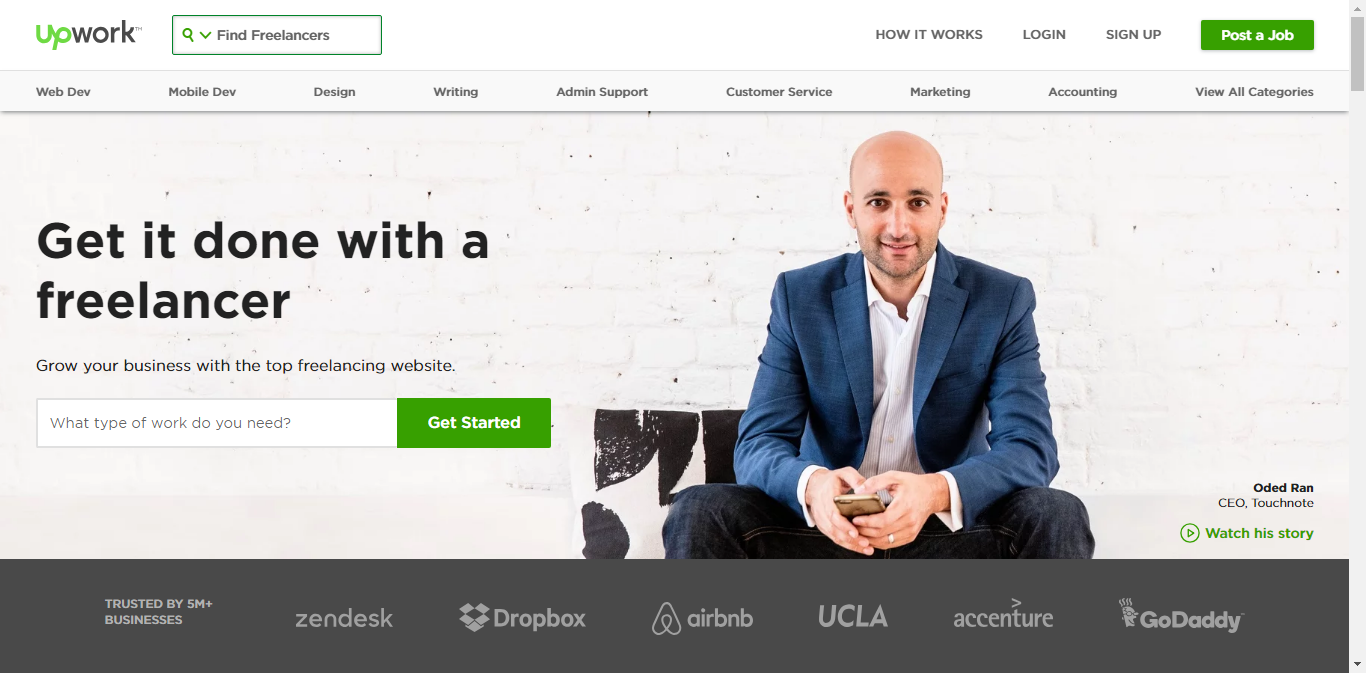 Upwork™
Find Freelancers
HOW IT WORKS
LOGIN
SIGN UP
Post a Job
Web Dev
Mobile Dev
Design
Writing
Admin Support
Customer Service
Marketing
Accounting
View All Categories
Get it done with a
freelancer
Grow your business with the top freelancing website.
What type of work do you need?
Get Started
Oded Ran
CEO, Touchnote
Watch his story
TRUSTED BY 5M+
BUSINESSES
zendesk
Dropbox
airbnb
UCLA
accenture
GoDaddy™